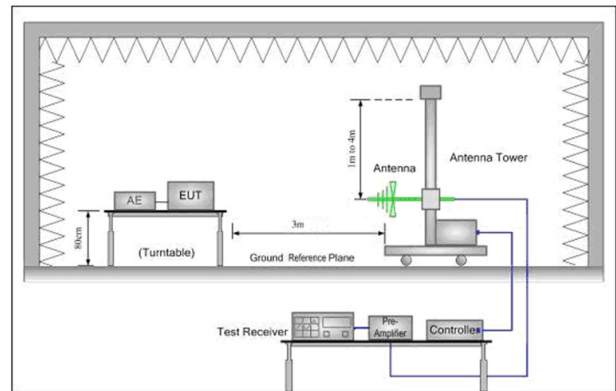 1m to 4m
Antenna
Antenna Tower
AE
EUT
3m
80cm
(Turntable)
Ground Reference Plane
Test Receiver
Pre-
Amplifier
Controller